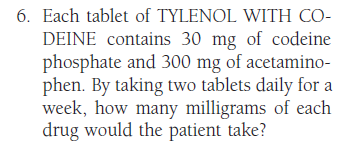 6. Each tablet of TYLENOL WITH CO-
DEINE contains 30 mg of codeine
phosphate and 300 mg of acetamino-
phen. By taking two tablets daily for a
week, how many milligrams of each
drug would the patient take?